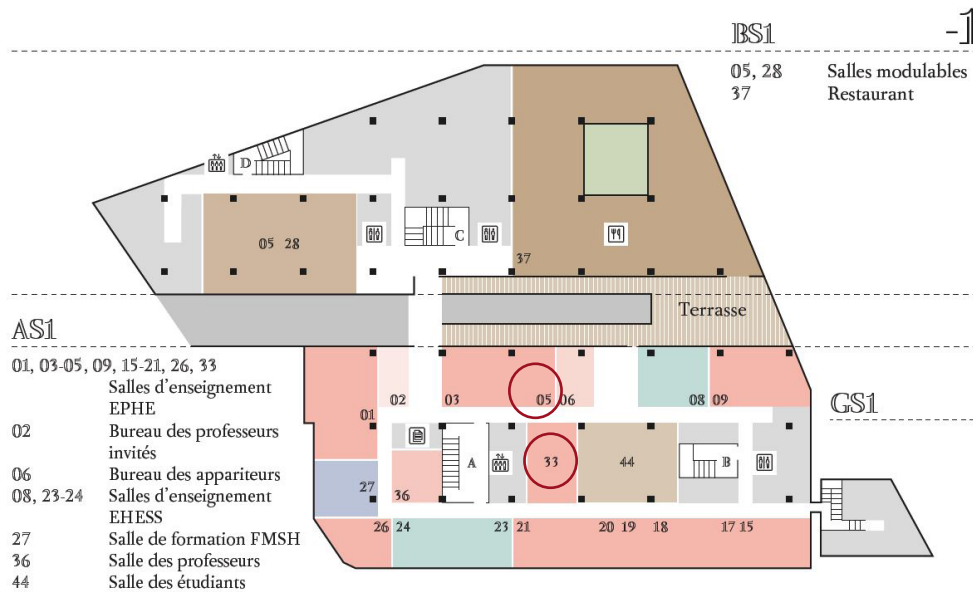 BS1
-1
05, 28 Salles modulables
37 Restaurant
D
C
05 28
37
Terrasse
AS1
01, 03-05, 09, 15-21, 26, 33
Salles d'enseignement
EPHE
02 Bureau des professeurs
invités
06 Bureau des appariteurs
08, 23-24 Salles d'enseignement
EHESS
27 Salle de formation FMSH
36 Salle des professeurs
44 Salle des étudiants
GS1
01
02
03
05
06
08
09
A
33
44
B
27
36
26
24
23
21
20
19
18
17
15